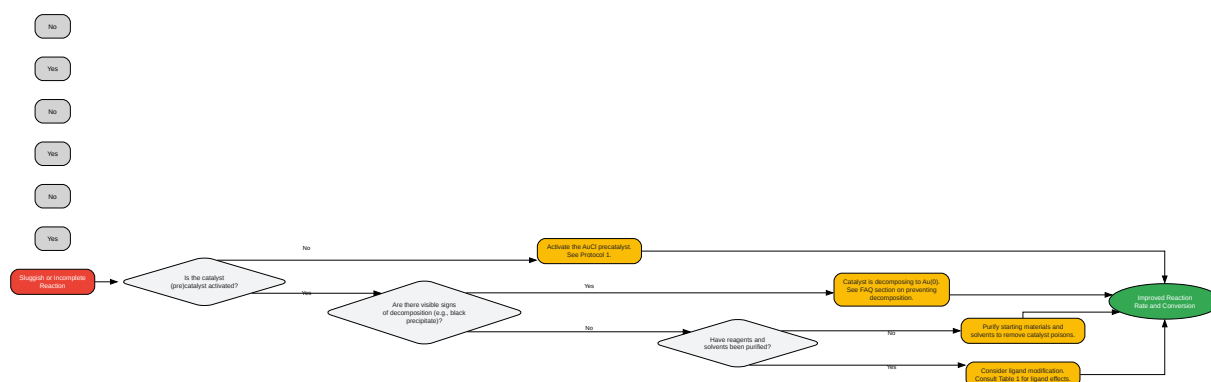 No
Yes
No
Yes
No
Yes
Sluggish or Incomplete
Reaction
Is the catalyst
(pre)catalyst activated?
No
Yes
Activate the AuCl precatalyst.
See Protocol 1.
Are there visible signs
of decomposition (e.g., black
precipitate)?
Yes
No
Catalyst is decomposing to Au(0).
See FAQ section on preventing
decomposition.
Have reagents and
solvents been purified?
No
Yes
Purify starting materials and
solvents to remove catalyst poisons.
Consider ligand modification.
Consult Table 1 for ligand effects.
Improved Reaction
Rate and Conversion